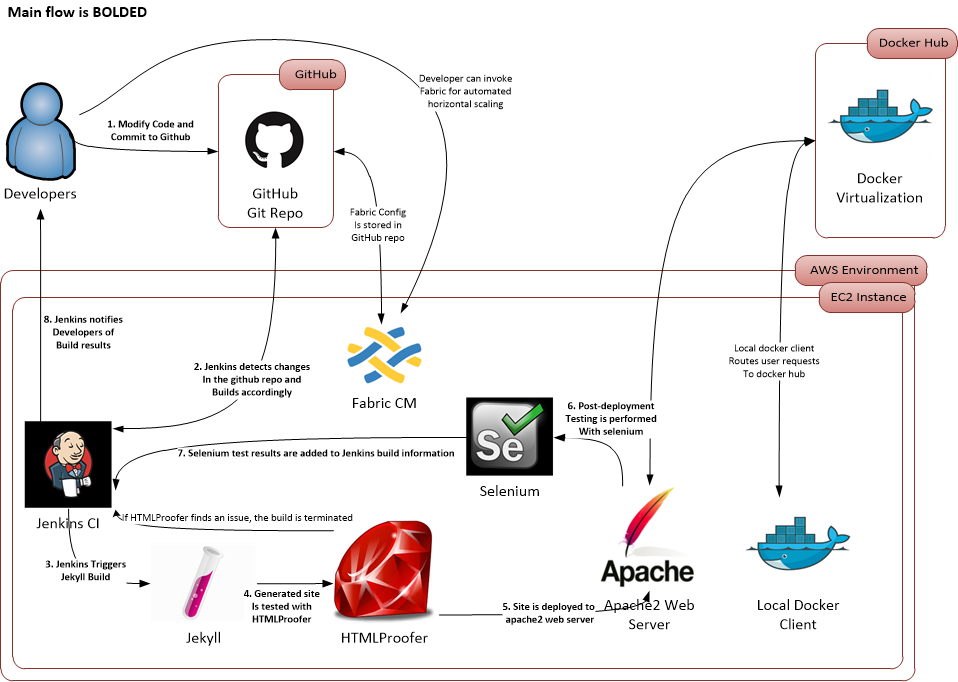 Main flow is BOLDED
Docker Hub
GitHub
Developer can invoke
Fabric for automated
horizontal scaling
1. Modify Code and
Commit to Github
Developers
GitHub
Git Repo
Docker
Virtualization
Fabric Config
Is stored in
GitHub repo
AWS Environment
EC2 Instance
8. Jenkins notifies
Developers of
Build results
2. Jenkins detects changes
In the github repo and
Builds accordingly
Fabric CM
Local docker client
Routes user requests
To docker hub
6. Post-deployment
Testing is performed
With selenium
Se
7. Selenium test results are added to Jenkins build information
Selenium
Jenkins CI
If HTMLProofer finds an issue, the build is terminated
3. Jenkins Triggers
Jekyll Build
4. Generated site
Is tested with
HTMLProofer
5. Site is deployed to
apache2 web server
Apache
Apache2 Web
Server
Local Docker
Client
Jekyll
HTMLProofer